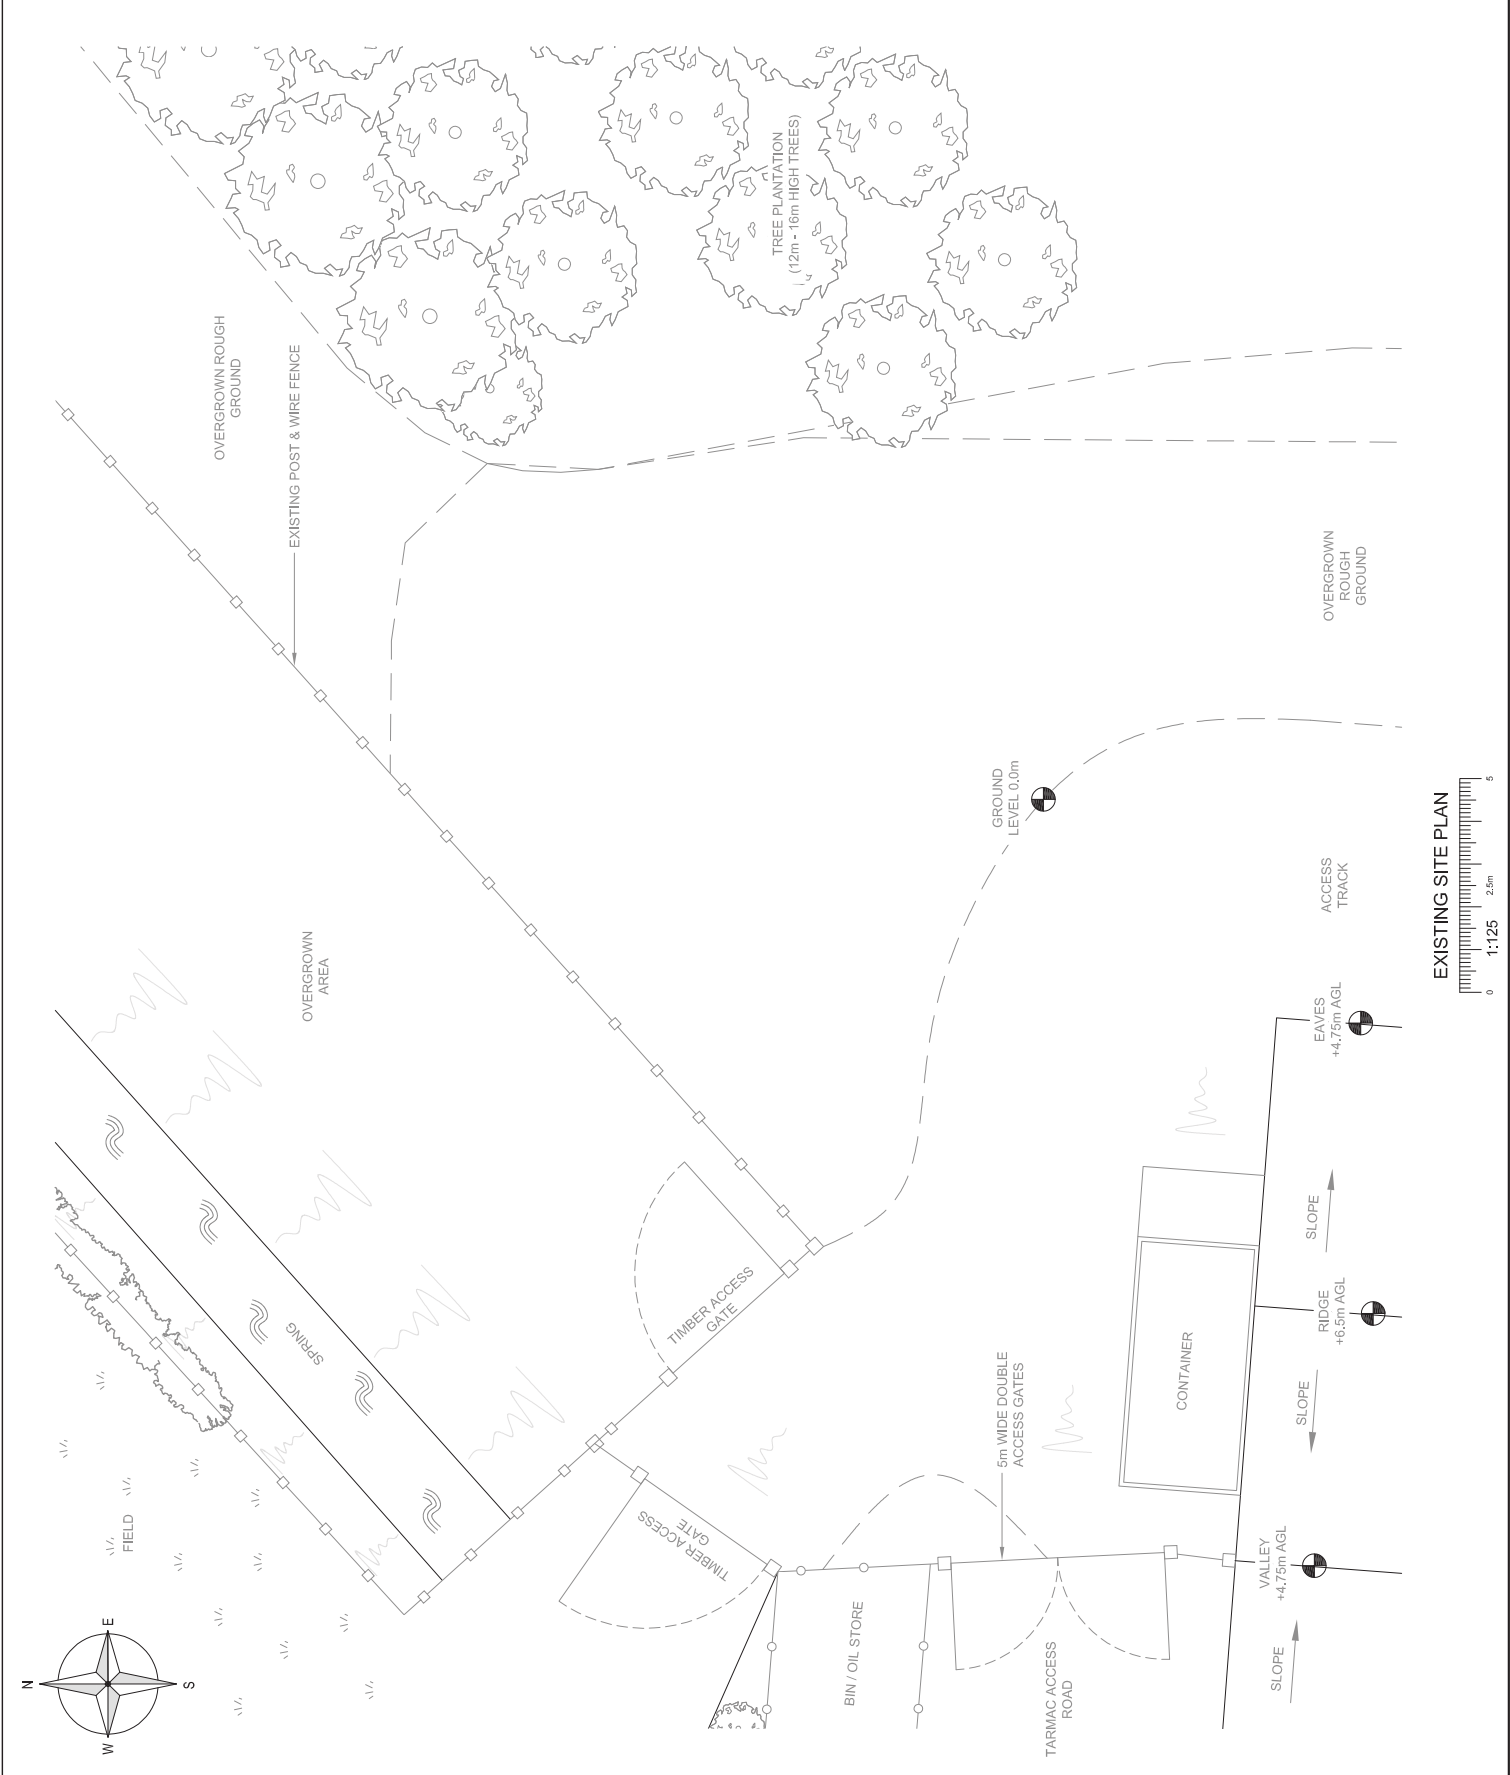 N
E
S
W
FIELD
SPRING
OVERGROWN
AREA
OVERGROWN ROUGH
GROUND
EXISTING POST & WIRE FENCE
TREE PLANTATION
(12m - 16m HIGH TREES)
TIMBER ACCESS
GATE
TIMBER ACCESS
GATE
BIN / OIL STORE
5m WIDE DOUBLE
ACCESS GATES
TARMAC ACCESS
ROAD
GROUND
LEVEL 0.0m
CONTAINER
SLOPE
VALLEY
+4.75m AGL
SLOPE
RIDGE
+6.5m AGL
SLOPE
EAVES
+4.75m AGL
ACCESS
TRACK
OVERGROWN
ROUGH
GROUND
EXISTING SITE PLAN
0
1:125
2.5m
5